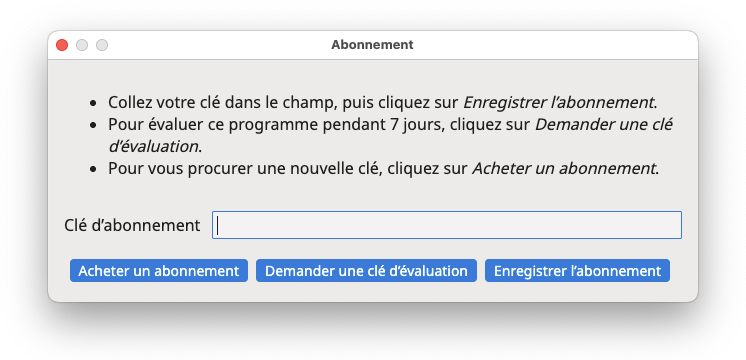 Abonnement
• Collez votre clé dans le champ, puis cliquez sur Enregistrer l’abonnement.
• Pour évaluer ce programme pendant 7 jours, cliquez sur Demander une clé
d’évaluation.
• Pour vous procurer une nouvelle clé, cliquez sur Acheter un abonnement.
Clé d’abonnement
Acheter un abonnement Demander une clé d’évaluation Enregistrer l’abonnement